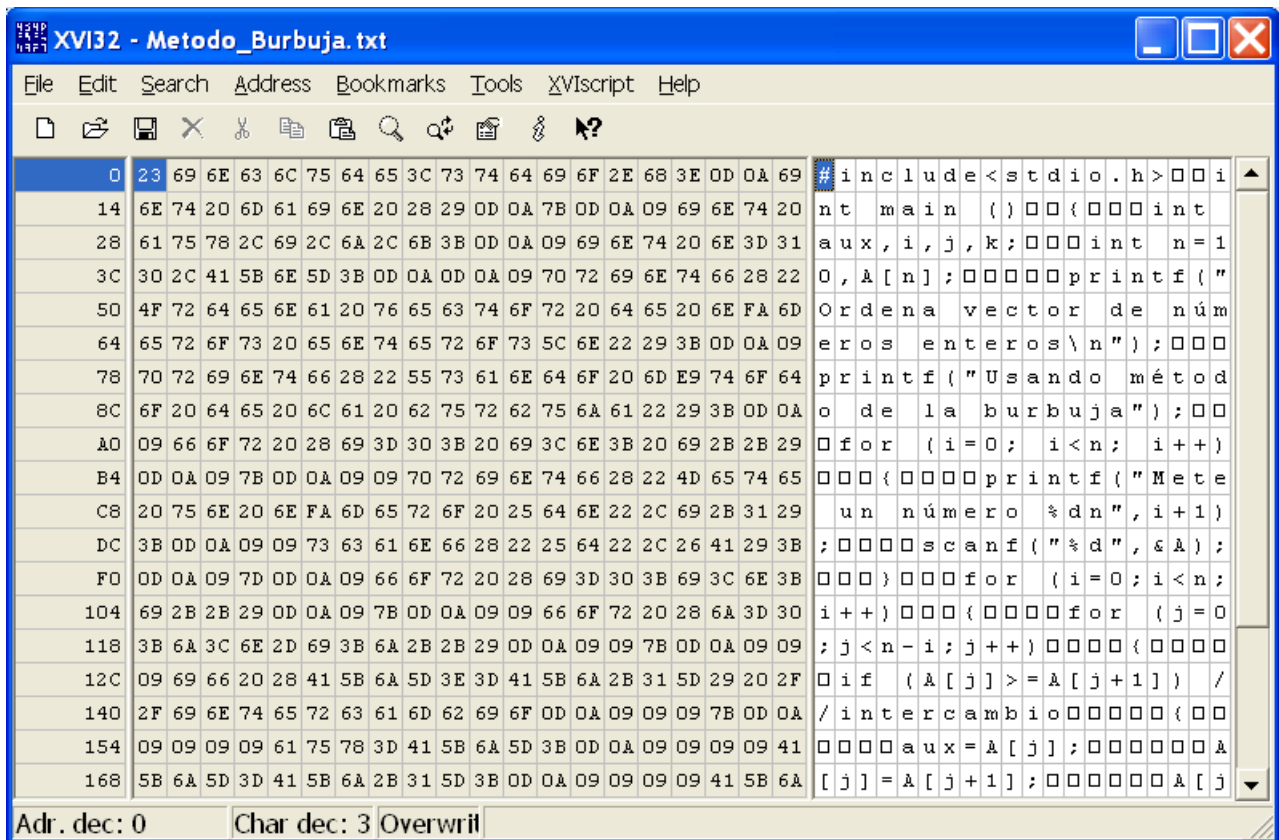 XVI32 - Metodo_Burbuja.txt
File Edit Search Address Bookmarks Tools XVIscript Help
0 23 69 6E 63 6C 75 64 65 3C 73 74 64 69 6F 2E 68 3E 0D 0A 69 #include<stdio.h>□□i
14 6E 74 20 6D 61 69 6E 20 28 29 0D 0A 7B 0D 0A 09 69 6E 74 20 nt main ()□□{□□□int
28 61 75 78 2C 69 2C 6A 2C 6B 3B 0D 0A 09 69 6E 74 20 6E 3D 31 aux,i,j,k;□□□int n=1
3C 30 2C 41 5B 6E 5D 3B 0D 0A 0D 0A 09 70 72 69 6E 74 66 28 22 0,A[n];□□□□□printf("
50 4F 72 64 65 6E 61 20 76 65 63 74 6F 72 20 64 65 20 6E FA 6D Ordena vector de núm
64 65 72 6F 73 20 65 6E 74 65 72 6F 73 5C 6E 22 29 3B 0D 0A 09 eros enteros\n");□□□
78 70 72 69 6E 74 66 28 22 55 73 61 6E 64 6F 20 6D E9 74 6F 64 printf("Usando métod
8C 6F 20 64 65 20 6C 61 20 62 75 72 62 75 6A 61 22 29 3B 0D 0A o de la burbuja");□□
A0 09 66 6F 72 20 28 69 3D 30 3B 20 69 3C 6E 3B 20 69 2B 2B 29 □for (i=0; i<n; i++)
B4 0D 0A 09 7B 0D 0A 09 09 70 72 69 6E 74 66 28 22 4D 65 74 65 □□□{□□□□printf("Mete
C8 20 75 6E 20 6E FA 6D 65 72 6F 20 25 64 6E 22 2C 69 2B 31 29 un número %dn",i+1)
DC 3B 0D 0A 09 09 73 63 61 6E 66 28 22 25 64 22 2C 26 41 29 3B ;□□□□scanf("%d",&A);
F0 0D 0A 09 7D 0D 0A 09 66 6F 72 20 28 69 3D 30 3B 69 3C 6E 3B □□□}□□□for (i=0;i<n;
104 69 2B 2B 29 0D 0A 09 7B 0D 0A 09 09 66 6F 72 20 28 6A 3D 30 i++)□□□{□□□□for (j=0
118 3B 6A 3C 6E 2D 69 3B 6A 2B 2B 29 0D 0A 09 09 7B 0D 0A 09 09 ;j<n-i;j++)□□□□{□□□□
12C 09 69 66 20 28 41 5B 6A 5D 3E 3D 41 5B 6A 2B 31 5D 29 20 2F □if (A[j]>=A[j+1]) /
140 2F 69 6E 74 65 72 63 61 6D 62 69 6F 0D 0A 09 09 09 7B 0D 0A /intercambio□□□□□{□□
154 09 09 09 09 61 75 78 3D 41 5B 6A 5D 3B 0D 0A 09 09 09 09 41 □□□□aux=A[j];□□□□□□A
168 5B 6A 5D 3D 41 5B 6A 2B 31 5D 3B 0D 0A 09 09 09 09 41 5B 6A [j]=A[j+1];□□□□□□A[j
Adr. dec: 0 Char dec: 3 Overwrit